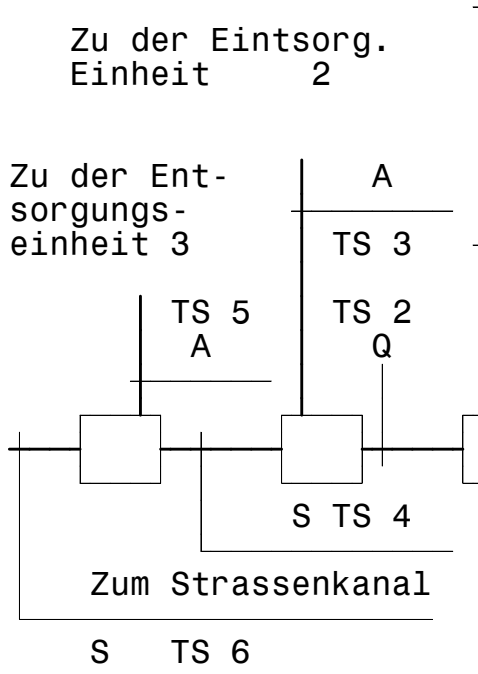 Zu der Eintsorg.
Einheit 2
Zu der Ent-
sorgungs-
einheit 3
A
TS 3
TS 5
A
TS 2
Q
S TS 4
Zum Strassenkanal
S TS 6